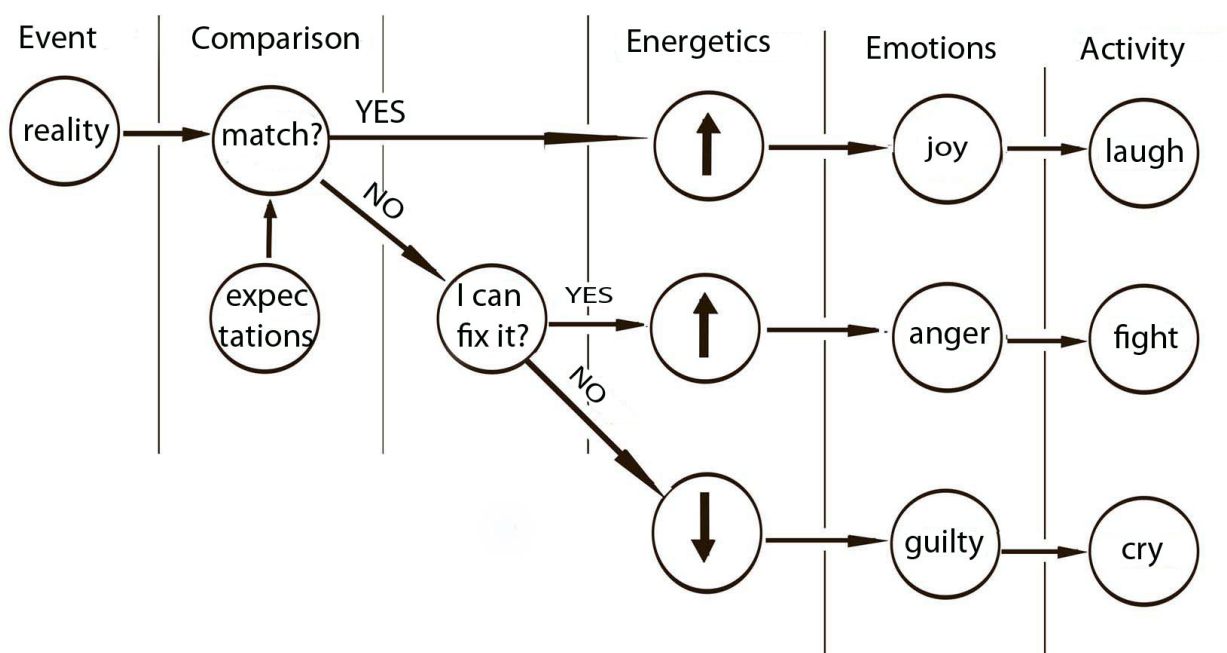 Event
Comparison
Energetics
Emotions
Activity
reality
match?
YES
joy
laugh
NO
expec
tations
I can
fix it?
YES
anger
fight
NO
guilty
cry